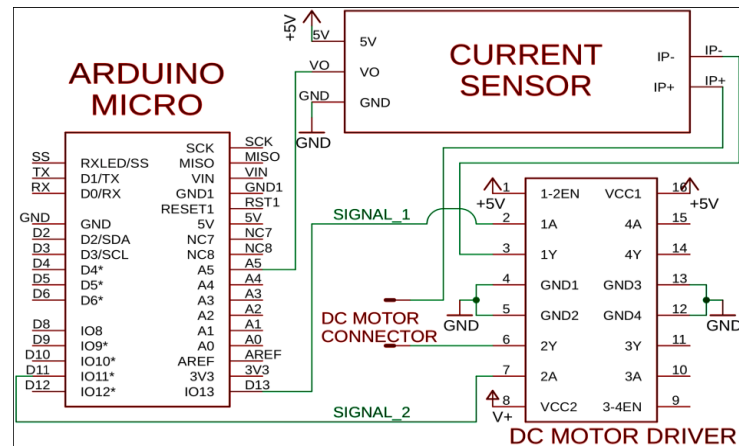 ARDUINO
MICRO
SS
TX
RX
GND
D2
D3
D4
D5
D6
D8
D9
D10
D11
D12
RXLED/SS
D1/TX
D0/RX
GND
D2/SDA
D3/SCL
D4*
D5*
D6*
IO8
IO9*
IO10*
IO11*
IO12*
SCK
MISO
VIN
GND1
RESET1
5V
NC7
NC8
A5
A4
A3
A2
A1
A0
AREF
3V3
IO13
SCK
MISO
VIN
GND1
RST1
5V
NC7
NC8
A5
A4
A3
A2
A1
A0
AREF
3V3
D13
+5V
5V
VO
GND
GND
5V
VO
GND
CURRENT
SENSOR
IP-
IP+
IP-
IP+
SIGNAL_1
SIGNAL_2
DC MOTOR
CONNECTOR
GND
+5V
V+
1
2
3
4
5
6
7
8
1-2EN
1A
1Y
GND1
GND2
2Y
2A
VCC2
VCC1
4A
4Y
GND3
GND4
3Y
3A
3-4EN
16
15
14
13
12
11
10
9
+5V
GND
DC MOTOR DRIVER